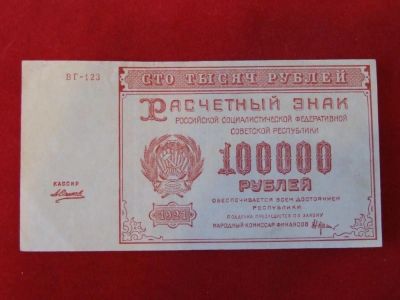 ВГ-123
СТО ТЫСЯЧ РУБЛЕЙ
РАСЧЕТНЫЙ ЗНАК
РОССИЙСКОЙ СОЦИАЛИСТИЧЕСКОЙ ФЕДЕРАТИВНОЙ
СОВЕТСКОЙ РЕСПУБЛИКИ
100000
РУБЛЕЙ
ОБЕСПЕЧИВАЕТСЯ ВСЕМ ДОСТОЯНИЕМ
РЕСПУБЛИКИ
ПОДДЕЛКА ПРЕСЛЕДУЕТСЯ ПО ЗАКОНУ
НАРОДНЫЙ КОМИССАР ФИНАНСОВ
КАССИР
1921